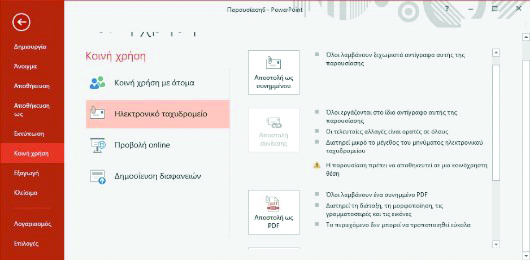 Παρουσίαση6 - PowerPoint
Δημιουργία
Άνοιγμα
Αποθήκευση
Αποθήκευση
ως
Εκτύπωση
Κοινή χρήση
Εξαγωγή
Κλείσιμο
Λογαριασμός
Επιλογές
Κοινή χρήση
Κοινή χρήση
Κοινή χρήση με άτομα
Ηλεκτρονικό ταχυδρομείο
Προβολή online
Δημοσίευση διαφανειών
Αποστολή ως
συνημμένου
Όλοι λαμβάνουν ξεχωριστά αντίγραφα αυτής της
παρουσίασης
Αποστολή
σύνδεσης
Όλοι εργάζονται στο ίδιο αντίγραφο αυτής της
παρουσίασης
Οι τελευταίες αλλαγές είναι ορατές σε όλους
Διατηρεί μικρό το μέγεθος του μηνύματος ηλεκτρονικού
ταχυδρομείου
Η παρουσίαση πρέπει να αποθηκευτεί σε μια κοινόχρηστη
θέση
Αποστολή ως
PDF
Όλοι λαμβάνουν ένα συνημμένο PDF
Διατηρεί τη διάταξη, τη μορφοποίηση, τις
γραμματοσειρές και τις εικόνες
Το περιεχόμενο δεν μπορεί να τροποποιηθεί εύκολα